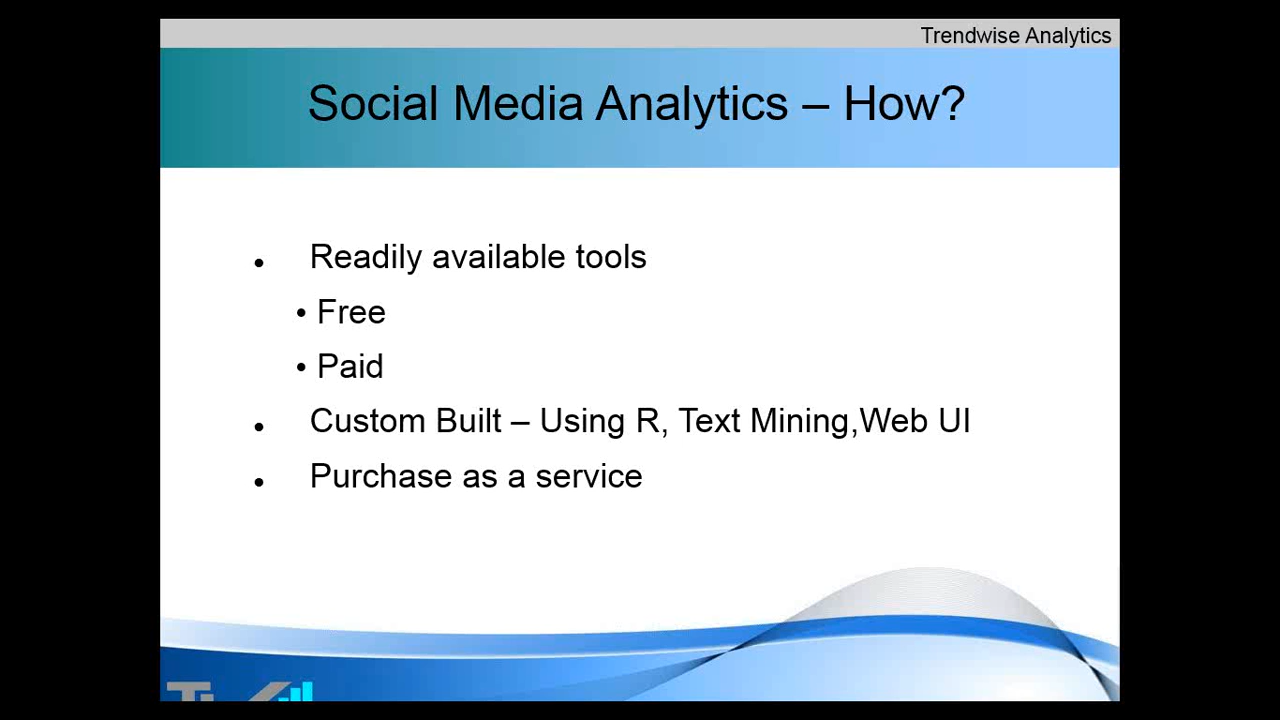 Trendwise Analytics
Social Media Analytics – How?
● Readily available tools
• Free
• Paid
● Custom Built – Using R, Text Mining,Web UI
● Purchase as a service